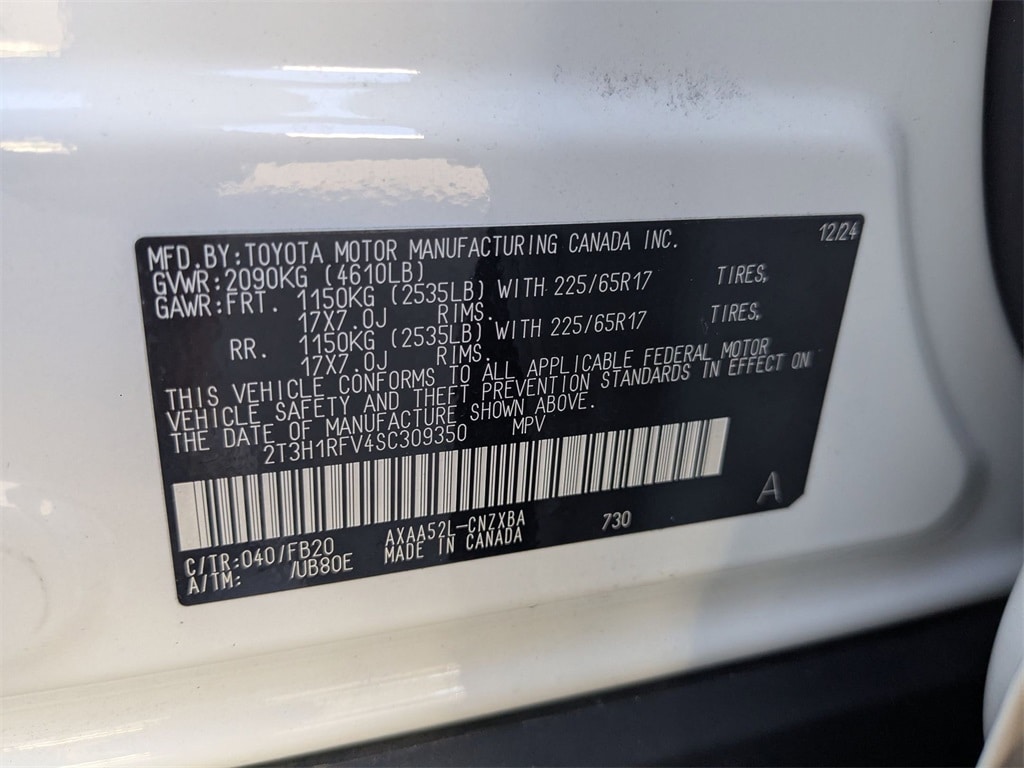 MFD.BY:TOYOTA MOTOR MANUFACTURING CANADA INC. 12/24
GVWR:2090KG (4610LB)
GAWR:FRT. 1150KG (2535LB) WITH 225/65R17 TIRES,
17X7.0J RIMS.
RR. 1150KG (2535LB) WITH 225/65R17 TIRES,
17X7.0J RIMS.
THIS VEHICLE CONFORMS TO ALL APPLICABLE FEDERAL MOTOR
VEHICLE SAFETY AND THEFT PREVENTION STANDARDS IN EFFECT ON
THE DATE OF MANUFACTURE SHOWN ABOVE.
2T3H1RFV4SC309350 MPV
A
C/TR:040/FB20 AXAA52L-CNZXBA 730
A/TM: /UB80E MADE IN CANADA